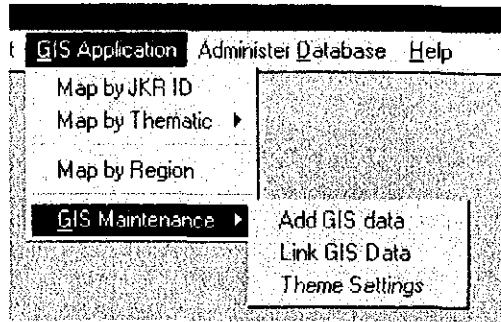 GIS Application Administer Database Help
Map by JKR ID
Map by Thematic
Map by Region
GIS Maintenance
Add GIS data
Link GIS Data
Theme Settings